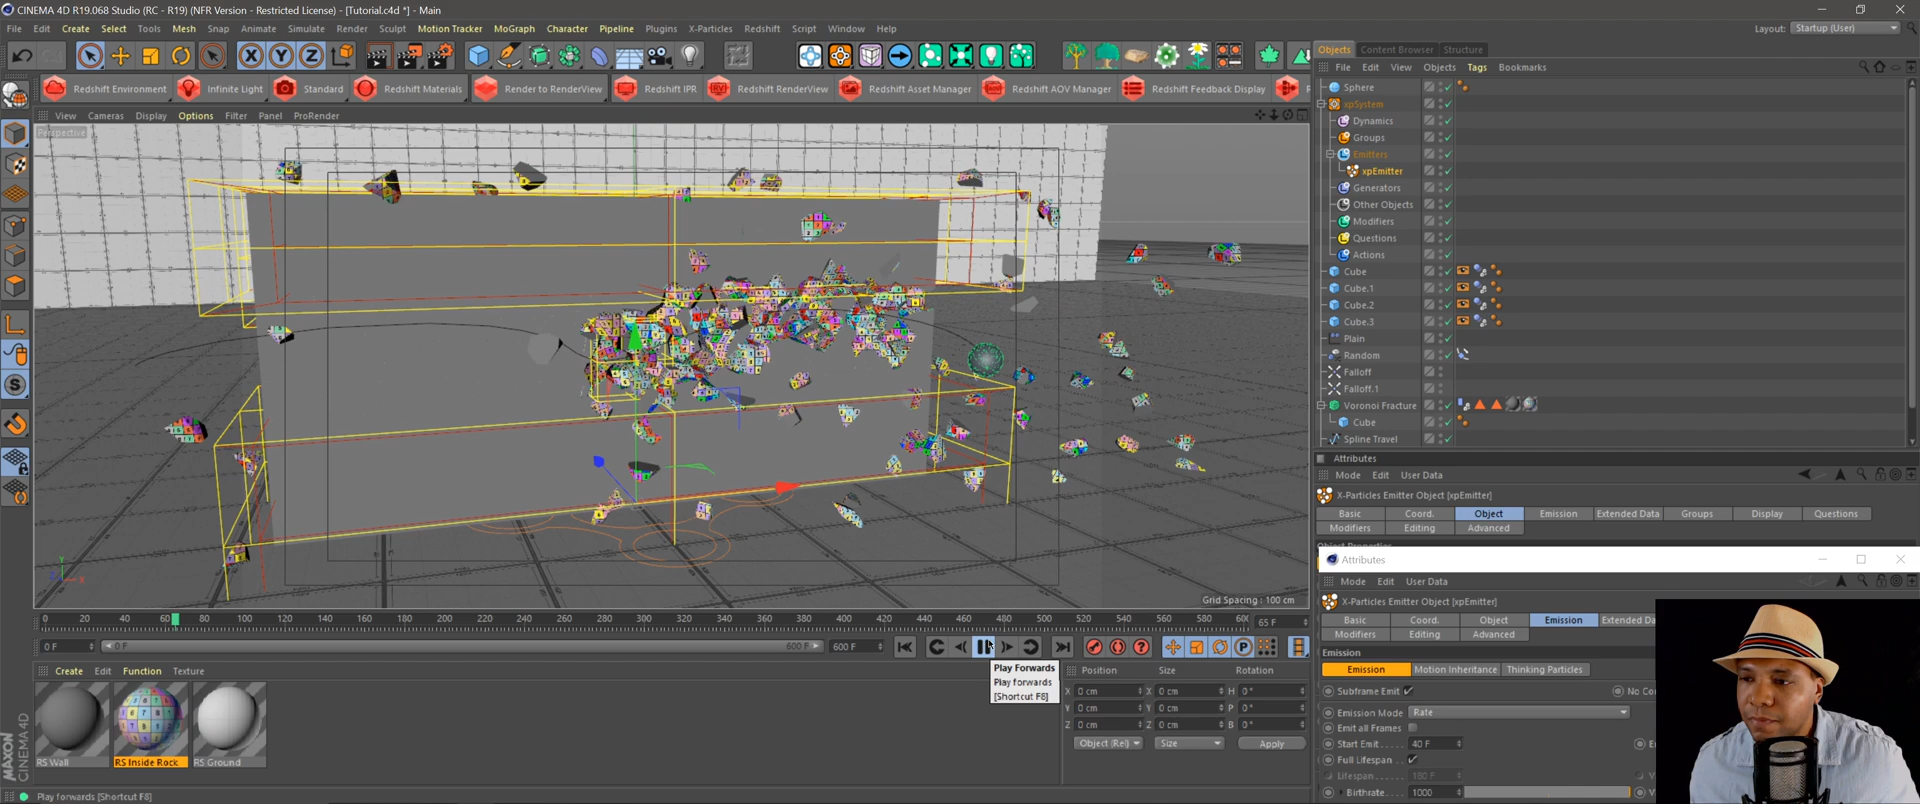 CINEMA 4D R19.068 Studio (RC - R19) (NFR Version - Restricted License) - [Tutorial.c4d *] - Main
File Edit Create Select Tools Mesh Snap Animate Simulate Render Sculpt Motion Tracker MoGraph Character Pipeline Plugins X-Particles Redshift Script Window Help
Layout: Startup (User)
Objects Content Browser Structure
File Edit View Objects Tags Bookmarks
Redshift Environment Infinite Light Standard Redshift Materials Render to RenderView Redshift IPR Redshift RenderView Redshift Asset Manager Redshift AOV Manager Redshift Feedback Display
View Cameras Display Options Filter Panel ProRender
Perspective
Sphere
xpSystem
Dynamics
Groups
Emitters
xpEmitter
Generators
Other Objects
Modifiers
Questions
Actions
Cube
Cube.1
Cube.2
Cube.3
Plain
Random
Falloff
Falloff.1
Voronoi Fracture
Cube
Spline Travel
Grid Spacing : 100 cm
Attributes
Mode Edit User Data
X-Particles Emitter Object [xpEmitter]
Basic Coord. Object Emission Extended Data Groups Display Questions
Modifiers Editing Advanced
Object Properties
Attributes
Mode Edit User Data
X-Particles Emitter Object [xpEmitter]
Basic Coord. Object Emission Extended Da
Modifiers Editing Advanced
Emission
Emission Motion Inheritance Thinking Particles
Subframe Emit No Co
Emission Mode Rate
Emit all Frames
Start Emit 40 F
Full Lifespan
Lifespan 180 F
Birthrate 1000
0 20 40 60 80 100 120 140 160 180 200 220 240 260 280 300 320 340 360 380 400 420 440 460 480 500 520 540 560 580 600 65 F
0 F 0 F 600 F 600 F
Play Forwards
Play forwards
[Shortcut F8]
Create Edit Function Texture
RS Wall RS Inside Rock RS Ground
Position Size Rotation
X 0 cm X 0 cm H 0 °
Y 0 cm Y 0 cm P 0 °
Z 0 cm Z 0 cm B 0 °
Object (Rel) Size Apply
MAXON CINEMA 4D
Play forwards [Shortcut F8]